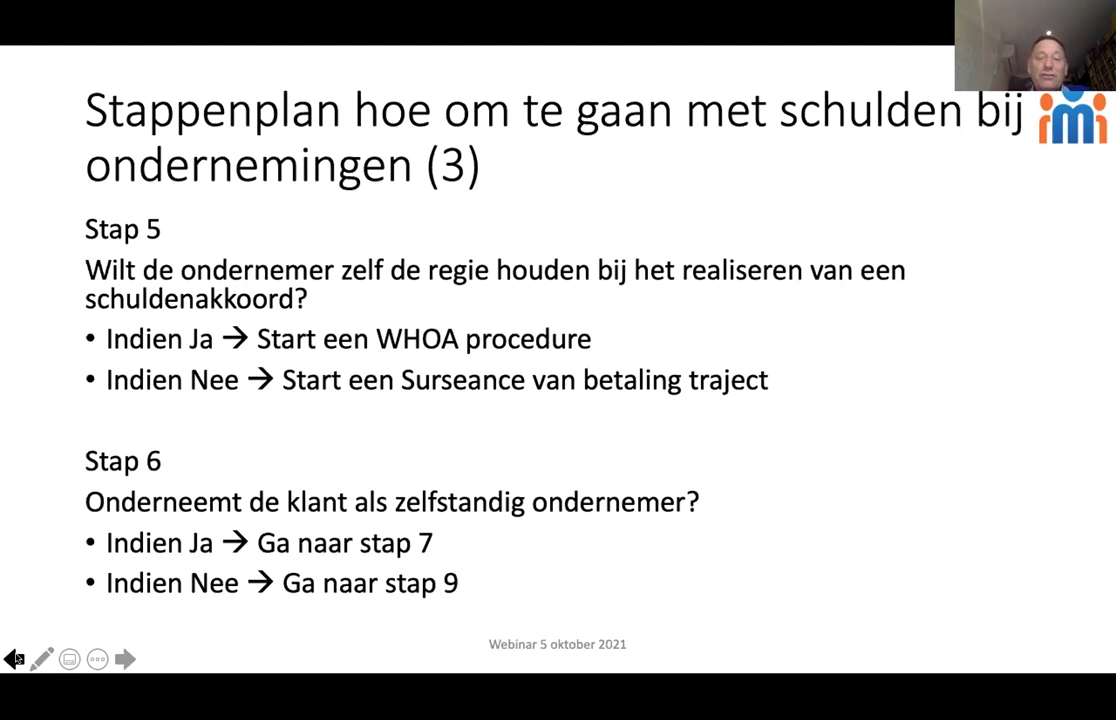 Stappenplan hoe om te gaan met schulden bij
ondernemingen (3)
Stap 5
Wilt de ondernemer zelf de regie houden bij het realiseren van een
schuldenakkoord?
• Indien Ja → Start een WHOA procedure
• Indien Nee → Start een Surseance van betaling traject
Stap 6
Onderneemt de klant als zelfstandig ondernemer?
• Indien Ja → Ga naar stap 7
• Indien Nee → Ga naar stap 9
Webinar 5 oktober 2021